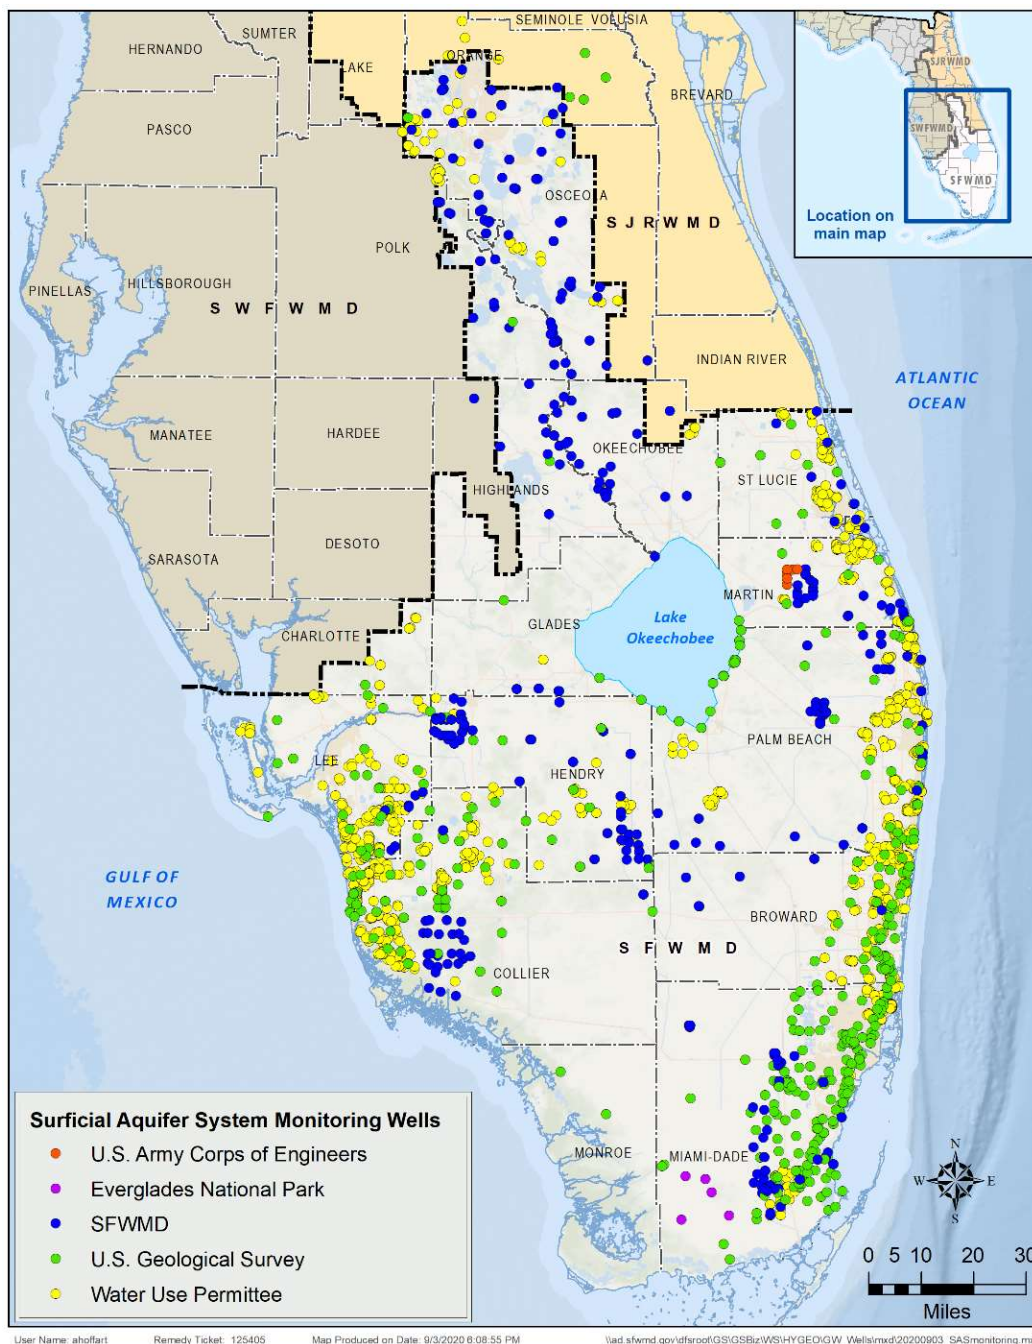 SEMINOLE VOLUSIA
SUMTER
HERNANDO
ORANGE
LAKE
SJRWMD
BREVARD
PASCO
SWFWMD
SFWMD
OSCEOLA
Location on
main map
S J R W M D
POLK
HILLSBOROUGH
PINELLAS
S W F W M D
INDIAN RIVER
ATLANTIC
OCEAN
MANATEE
HARDEE
OKEECHOBEE
ST LUCIE
HIGHLANDS
DESOTO
SARASOTA
MARTIN
GLADES
Lake
Okeechobee
CHARLOTTE
PALM BEACH
LEE
HENDRY
GULF OF
MEXICO
BROWARD
S F W M D
COLLIER
Surficial Aquifer System Monitoring Wells
U.S. Army Corps of Engineers
Everglades National Park
SFWMD
U.S. Geological Survey
Water Use Permittee
MONROE
MIAMI-DADE
N
W E
S
0 5 10 20 30
Miles
User Name: ahoffart Remedy Ticket: 125405 Map Produced on Date: 9/3/2020 6:08:55 PM